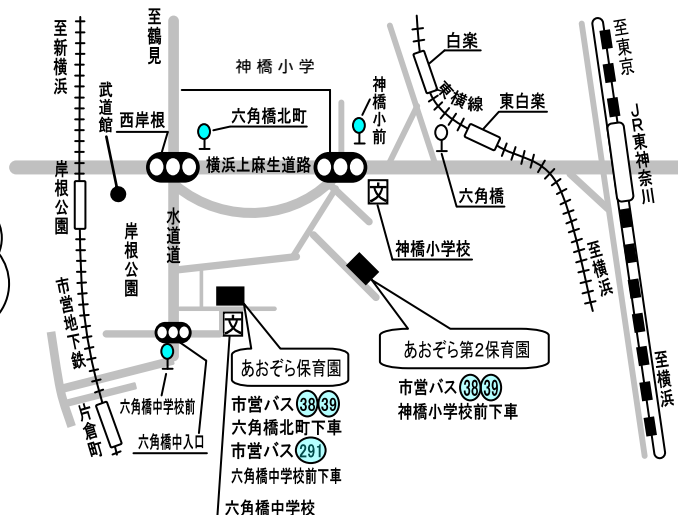 至新横浜
至鶴見
神橋小学
武道館
西岸根
六角橋北町
神橋小前
白楽
東横線
東白楽
至東京
JR東神奈川
横浜上麻生道路
岸根公園
水道道
岸根公園
文
神橋小学校
六角橋
至横浜
市営地下鉄
文
あおぞら保育園
あおぞら第2保育園
至横浜
片倉町
六角橋中学校前
六角橋中入口
市営バス 38 39
六角橋北町下車
市営バス 291
六角橋中学校前下車
六角橋中学校
市営バス 38 39
神橋小学校前下車